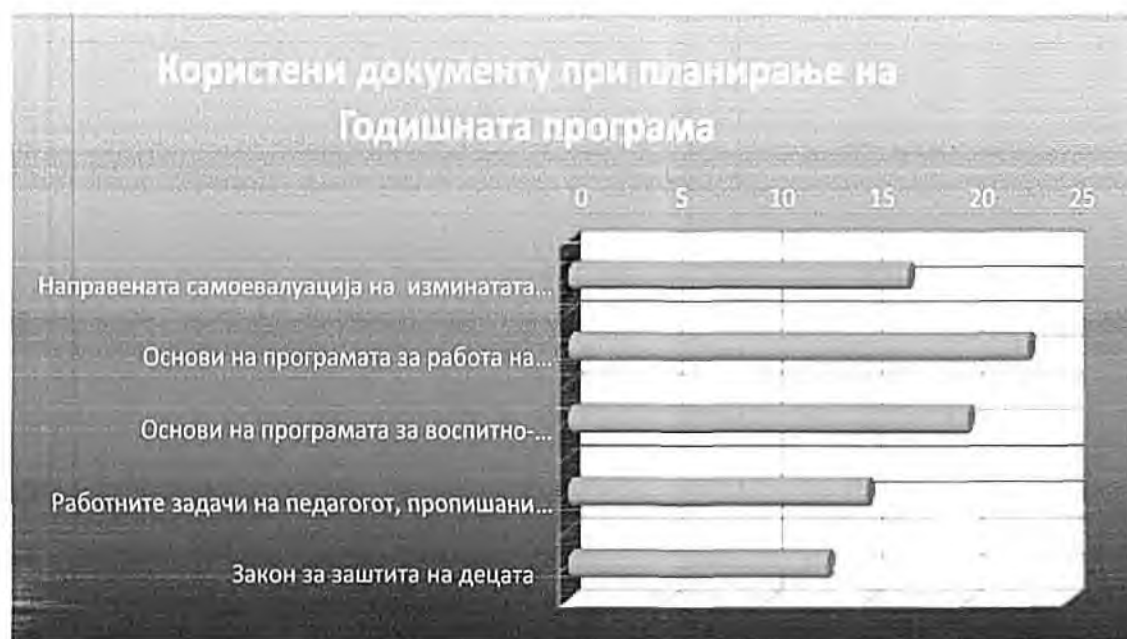 Користени документу при планирање на
Годишната програма
0 5 10 15 20 25
Направената самоевалуација на изминатата...
Основи на програмата за работа на...
Основи на програмата за воспитно-...
Работните задачи на педагогот, пропишани...
Закон за заштита на децата